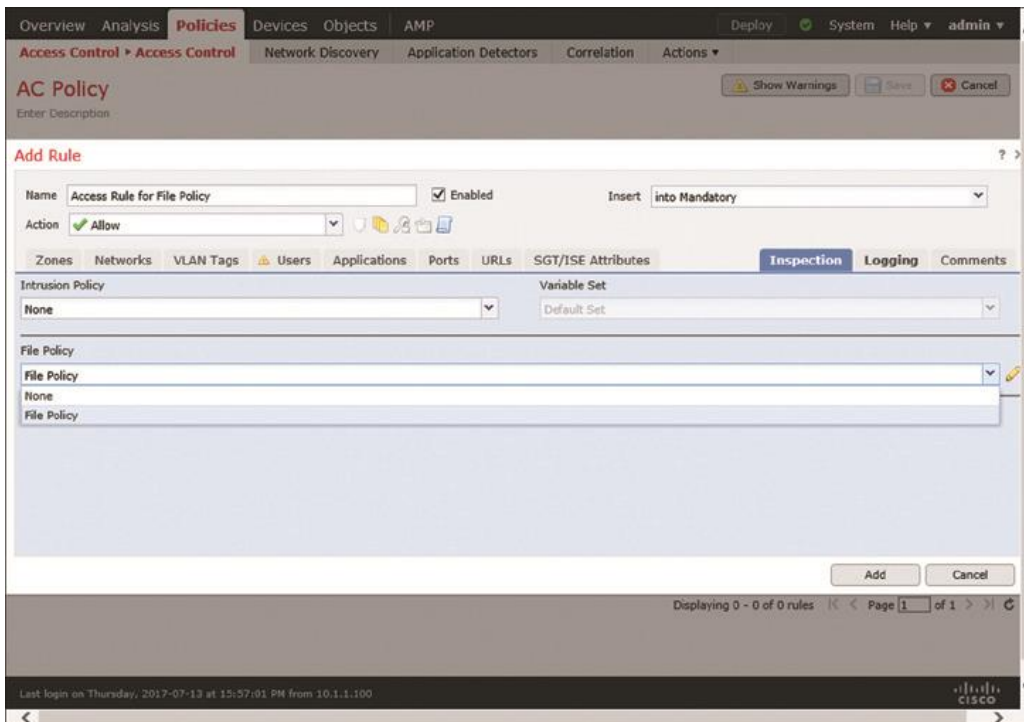 Overview Analysis Policies Devices Objects AMP Deploy System Help admin
Access Control ▸ Access Control Network Discovery Application Detectors Correlation Actions
AC Policy
Show Warnings Save Cancel
Enter Description
Add Rule ?
Name Access Rule for File Policy Enabled Insert into Mandatory
Action Allow
Zones Networks VLAN Tags Users Applications Ports URLs SGT/ISE Attributes Inspection Logging Comments
Intrusion Policy Variable Set
None Default Set
File Policy
File Policy
None
File Policy
Add Cancel
Displaying 0 - 0 of 0 rules |< < Page 1 of 1 > >|
Last login on Thursday, 2017-07-13 at 15:57:01 PM from 10.1.1.100
CISCO